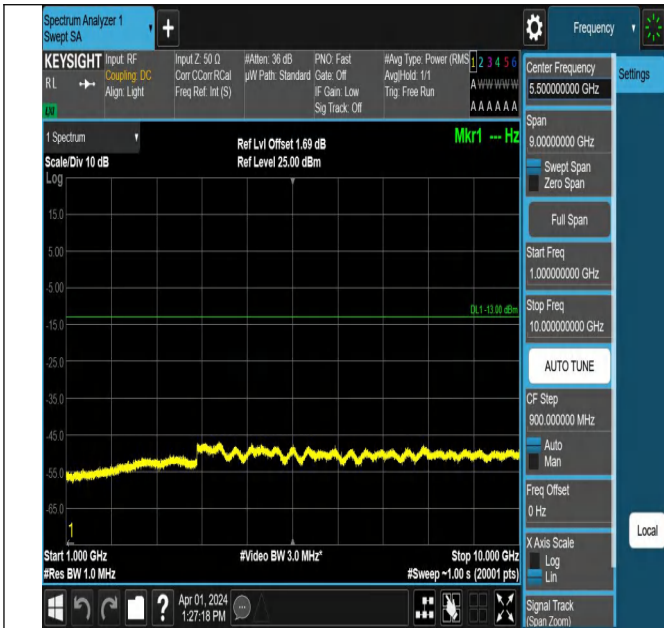 Spectrum Analyzer 1
Swept SA
Frequency
KEYSIGHT
RL
LXI
Input: RF
Coupling: DC
Align: Light
Input Z: 50 Ω
Corr CCorr RCal
Freq Ref: Int (S)
#Atten: 36 dB
µW Path: Standard
PNO: Fast
Gate: Off
IF Gain: Low
Sig Track: Off
#Avg Type: Power (RMS
Avg|Hold: 1/1
Trig: Free Run
1 2 3 4 5 6
A W W W W W
A A A A A A
Center Frequency
5.500000000 GHz
Settings
1 Spectrum
Scale/Div 10 dB
Ref Lvl Offset 1.69 dB
Ref Level 25.00 dBm
Mkr1 --- Hz
Log
15.0
5.00
-5.00
DL1 -13.00 dBm
-15.0
-25.0
-35.0
-45.0
-55.0
-65.0
1
Start 1.000 GHz
#Res BW 1.0 MHz
#Video BW 3.0 MHz*
Stop 10.000 GHz
#Sweep ~1.00 s (20001 pts)
Span
9.00000000 GHz
Swept Span
Zero Span
Full Span
Start Freq
1.000000000 GHz
Stop Freq
10.000000000 GHz
AUTO TUNE
CF Step
900.000000 MHz
Auto
Man
Freq Offset
0 Hz
X Axis Scale
Log
Lin
Local
Signal Track
(Span Zoom)
?
Apr 01, 2024
1:27:18 PM